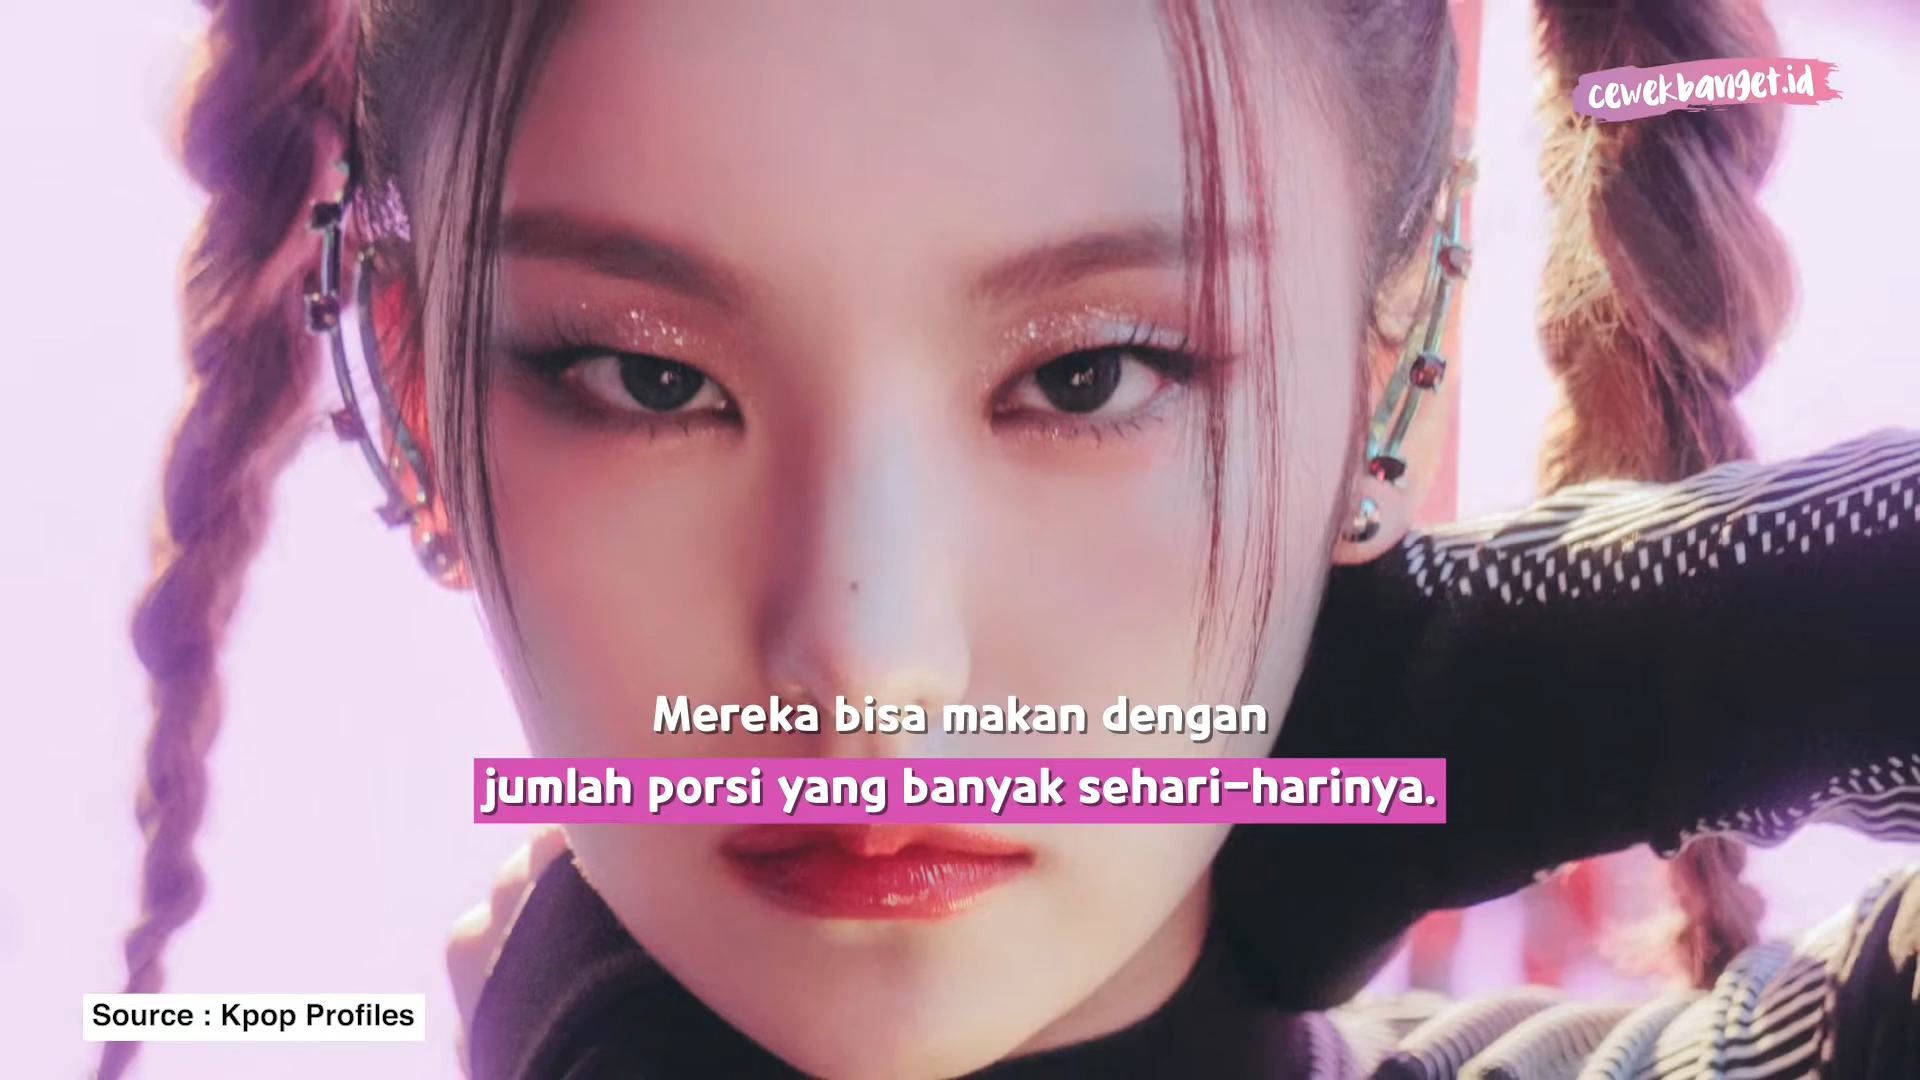 cewekbanget.id
Mereka bisa makan dengan
jumlah porsi yang banyak sehari-harinya.
Source : Kpop Profiles